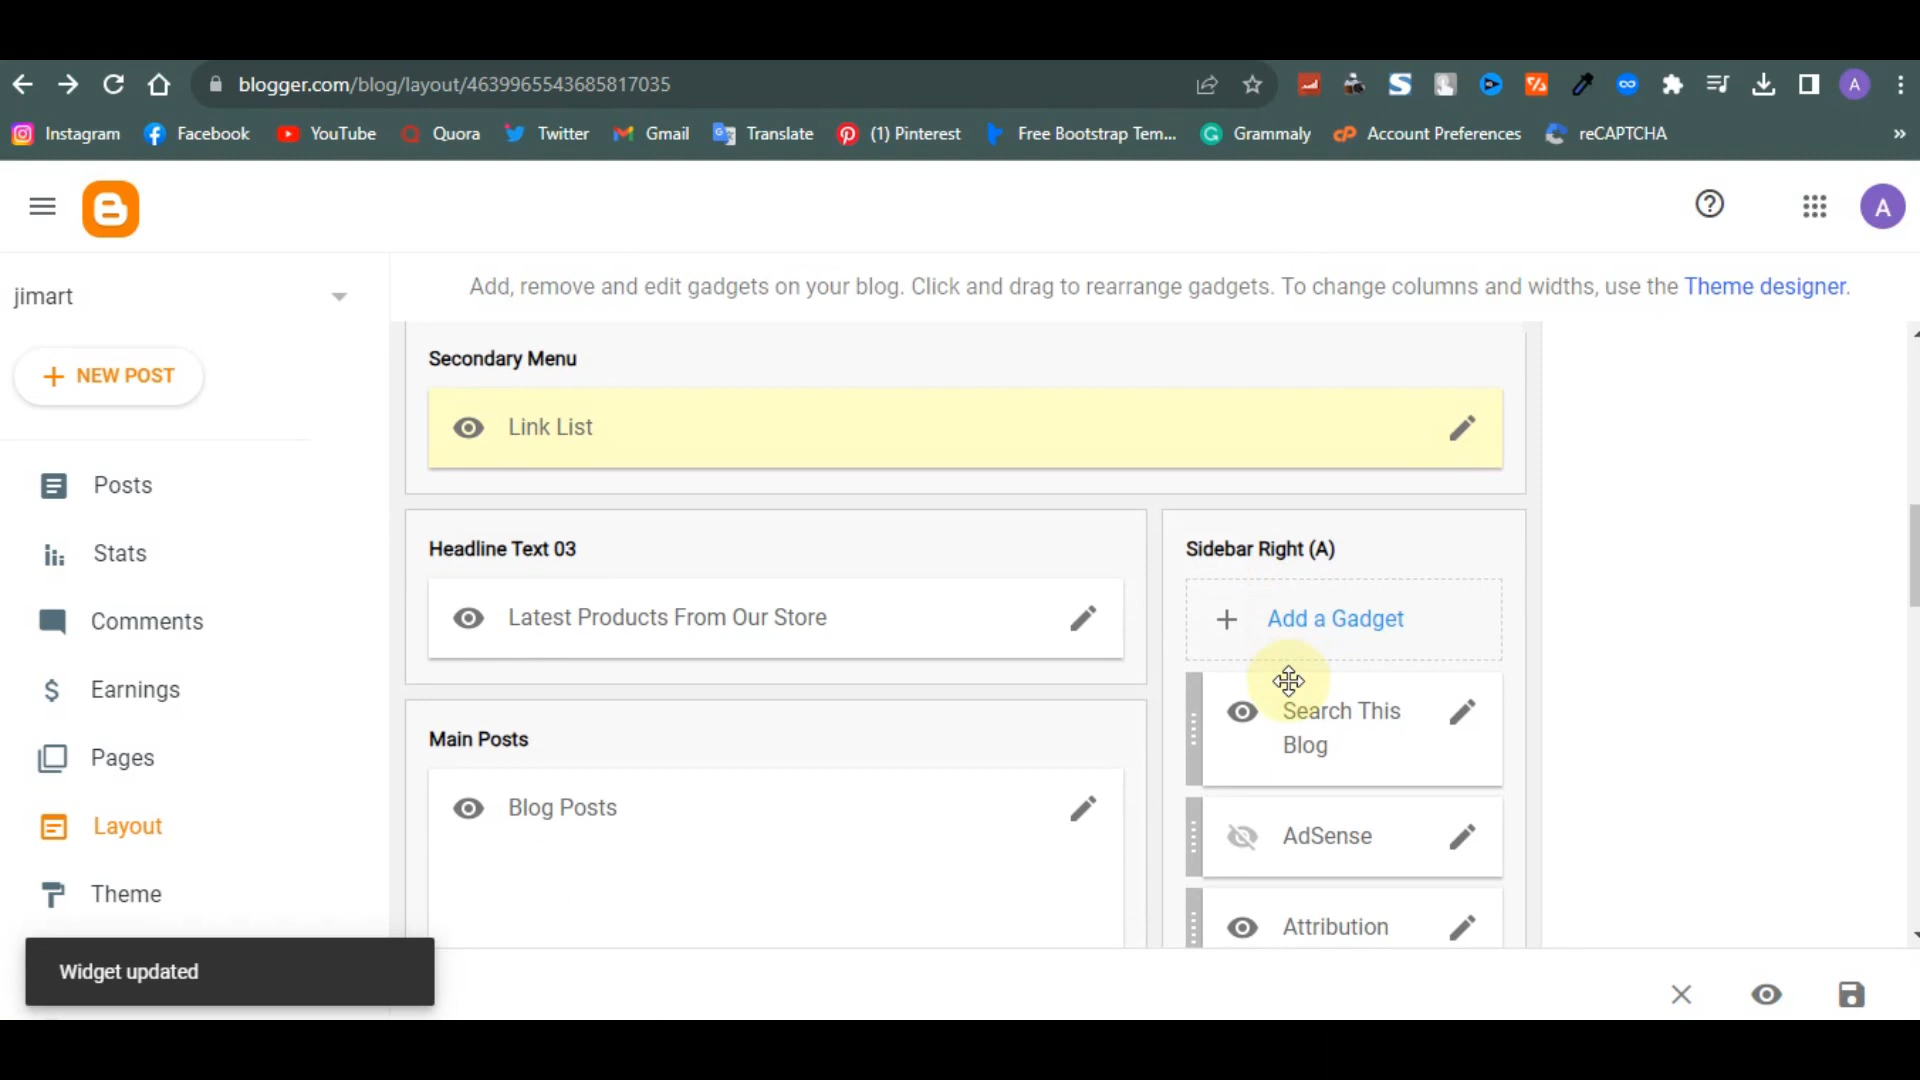 blogger.com/blog/layout/4639965543685817035
A
Instagram Facebook YouTube Quora Twitter Gmail Translate (1) Pinterest Free Bootstrap Tem... Grammaly Account Preferences reCAPTCHA »
A
jimart
Add, remove and edit gadgets on your blog. Click and drag to rearrange gadgets. To change columns and widths, use the Theme designer.
NEW POST
Posts
Stats
Comments
Earnings
Pages
Layout
Theme
Widget updated
Secondary Menu
Link List
Headline Text 03
Latest Products From Our Store
Main Posts
Blog Posts
Sidebar Right (A)
Add a Gadget
Search This
Blog
AdSense
Attribution